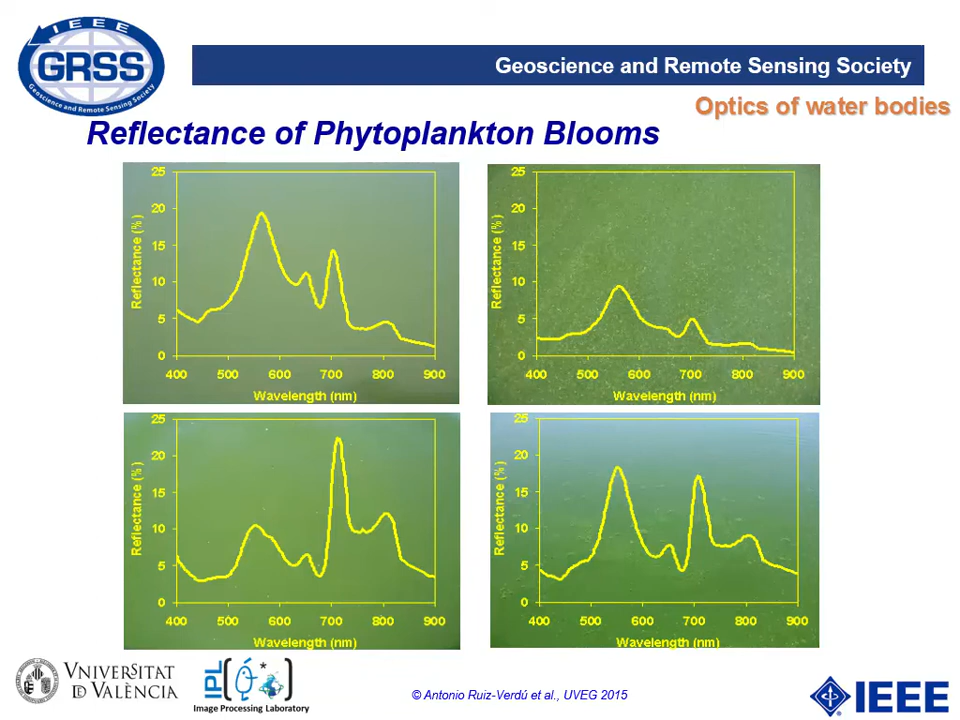 IEEE
GRSS
Geoscience and Remote Sensing Society
Geoscience and Remote Sensing Society
Optics of water bodies
Reflectance of Phytoplankton Blooms
25
20
15
10
5
0
Reflectance (%)
400 500 600 700 800 900
Wavelength (nm)
25
20
15
10
5
0
Reflectance (%)
400 500 600 700 800 900
Wavelength (nm)
25
20
15
10
5
0
Reflectance (%)
400 500 600 700 800 900
Wavelength (nm)
25
20
15
10
5
0
Reflectance (%)
400 500 600 700 800 900
Wavelength (nm)
VNIVERSITAT
DE VALÈNCIA
IPL
Image Processing Laboratory
© Antonio Ruiz-Verdú et al., UVEG 2015
IEEE